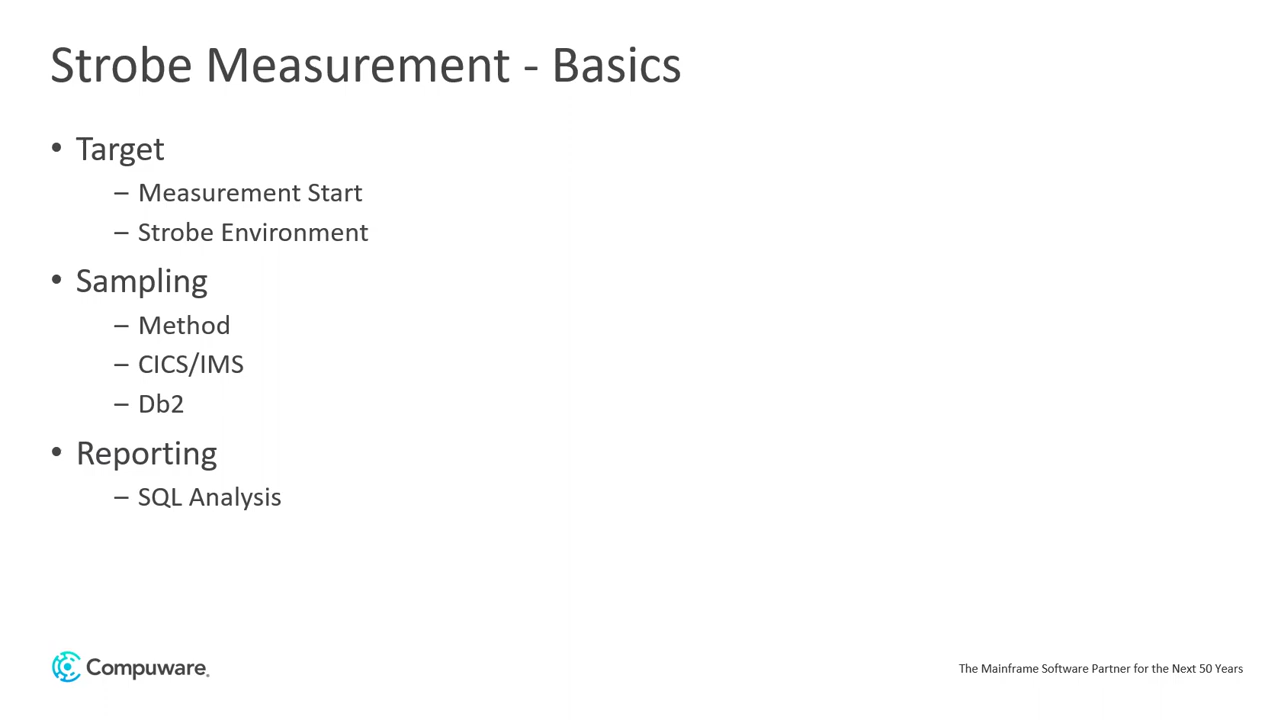 Strobe Measurement - Basics
• Target
– Measurement Start
– Strobe Environment
• Sampling
– Method
– CICS/IMS
– Db2
• Reporting
– SQL Analysis
Compuware.
The Mainframe Software Partner for the Next 50 Years